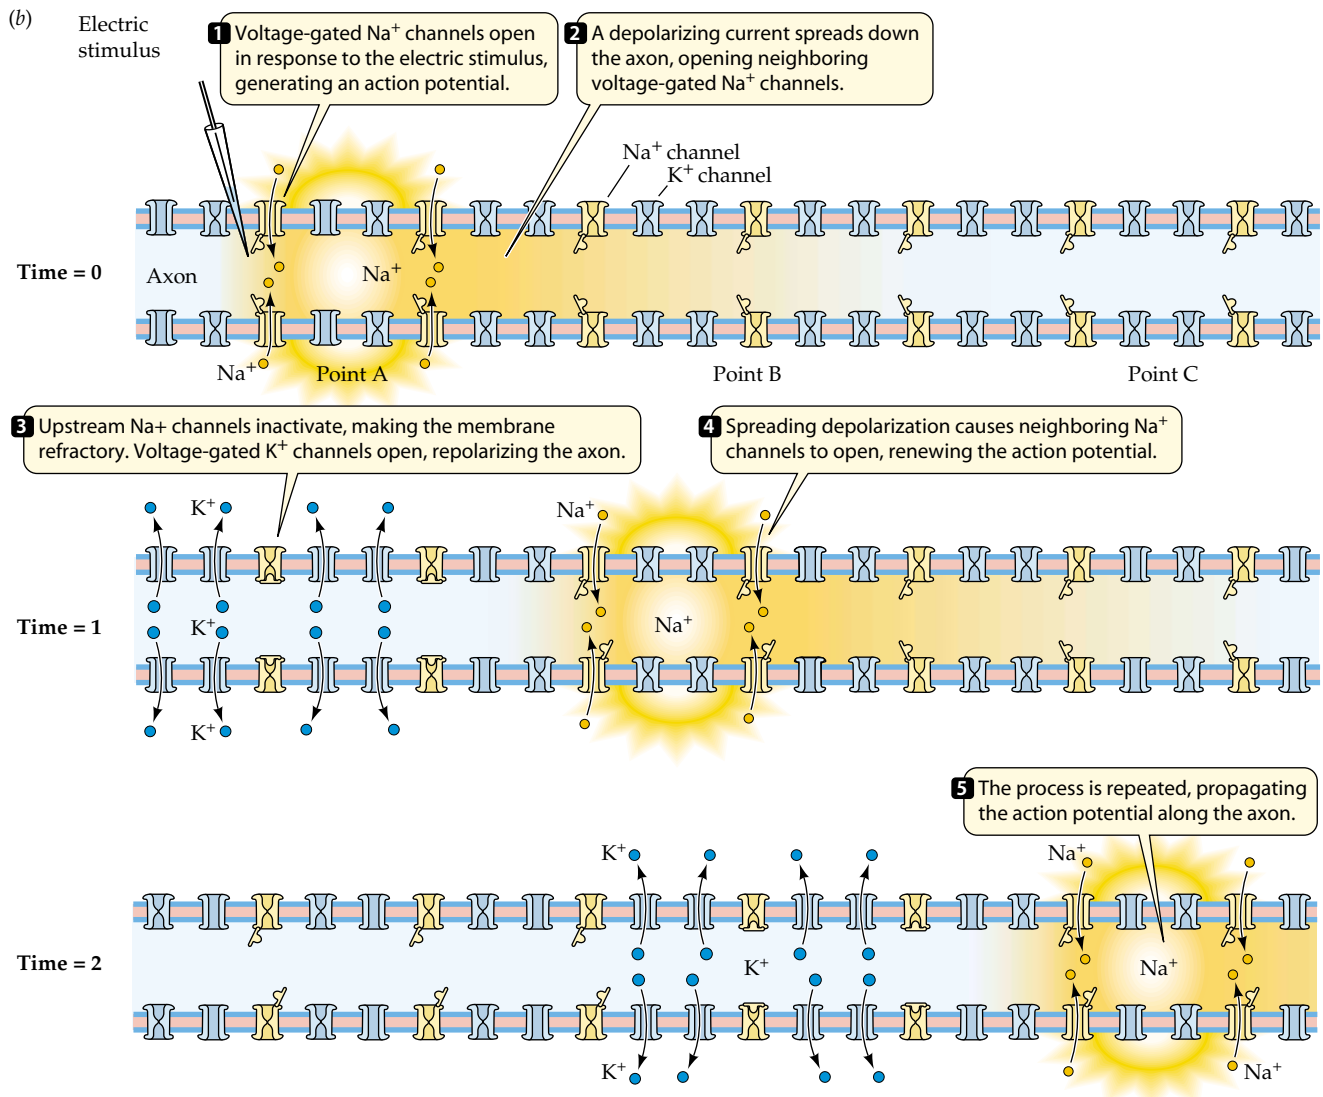 (b)
Electric
stimulus
1 Voltage-gated Na+ channels open
in response to the electric stimulus,
generating an action potential.
2 A depolarizing current spreads down
the axon, opening neighboring
voltage-gated Na+ channels.
Na+ channel
K+ channel
Time = 0
Axon
Na+
Na+
Point A
Point B
Point C
3 Upstream Na+ channels inactivate, making the membrane
refractory. Voltage-gated K+ channels open, repolarizing the axon.
4 Spreading depolarization causes neighboring Na+
channels to open, renewing the action potential.
K+
Na+
Time = 1
K+
Na+
K+
5 The process is repeated, propagating
the action potential along the axon.
K+
Na+
Time = 2
K+
Na+
K+
Na+